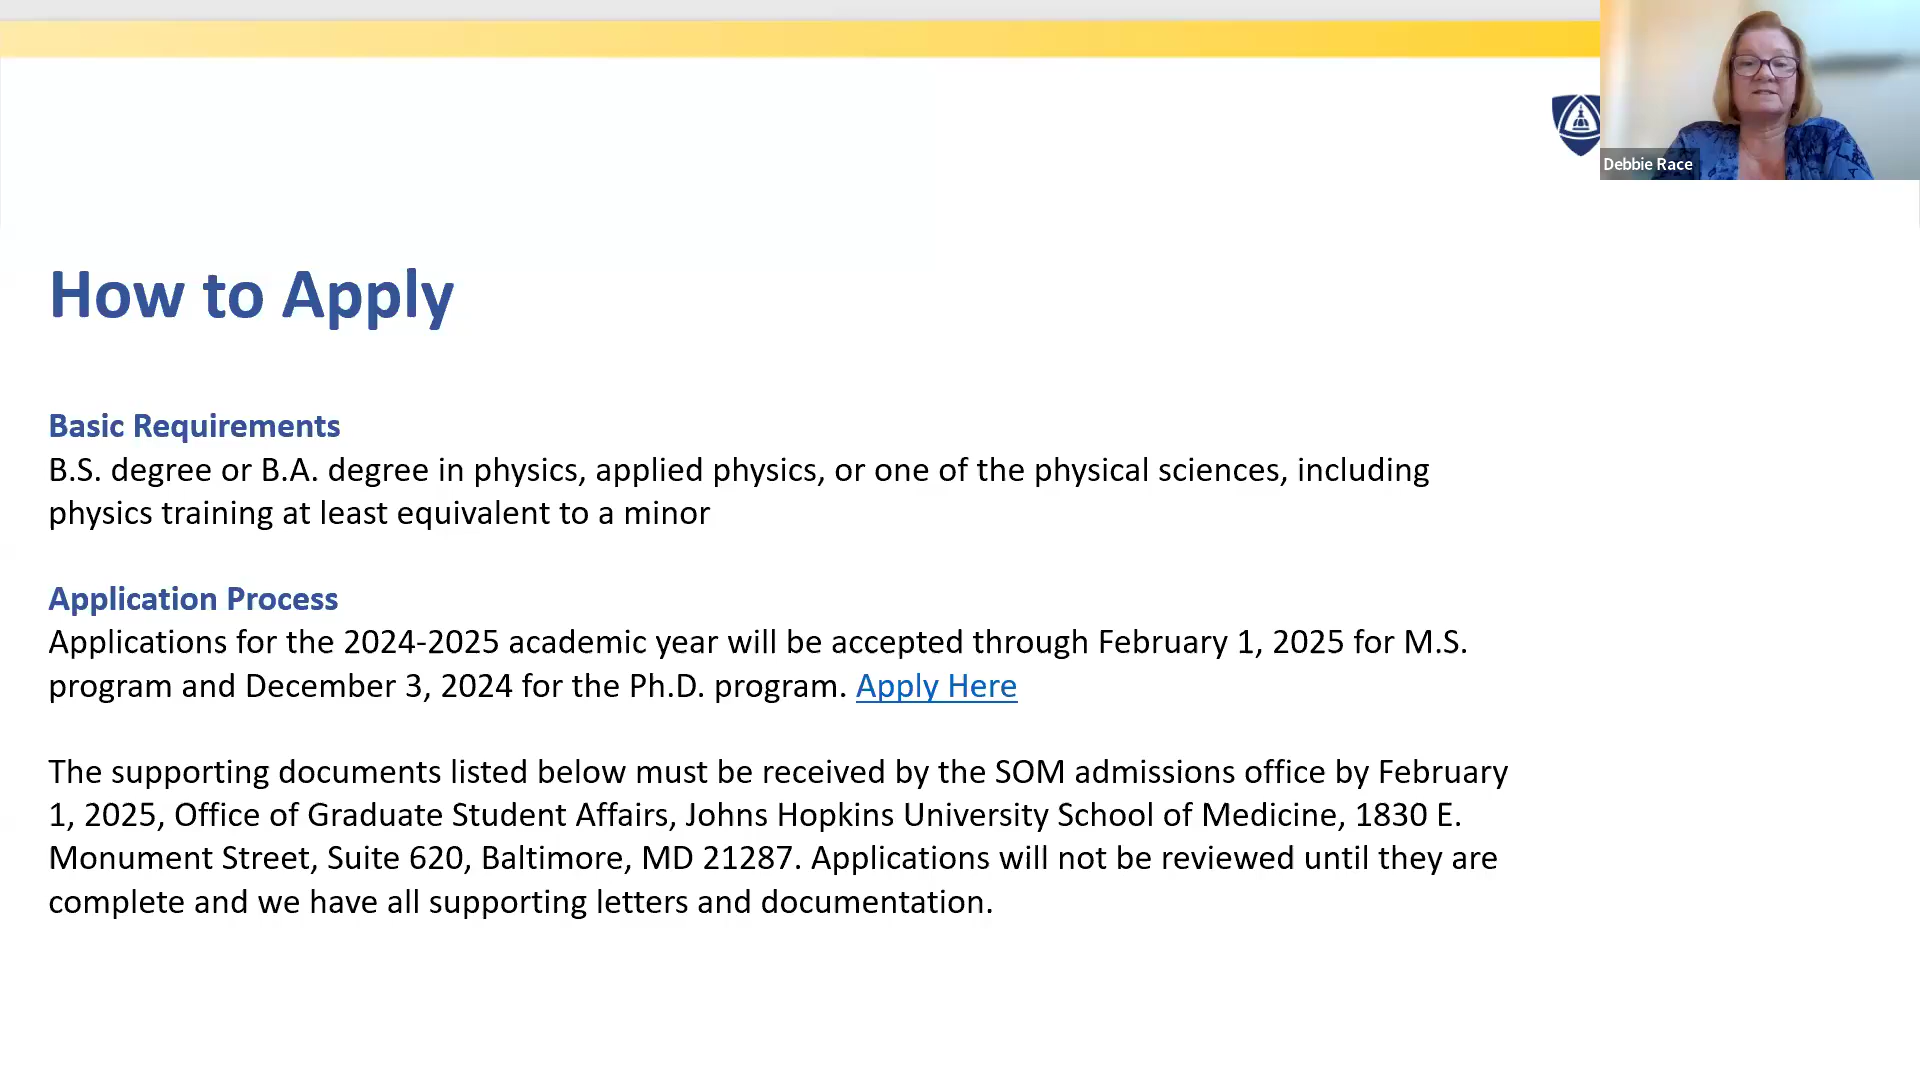 Debbie Race
How to Apply
Basic Requirements
B.S. degree or B.A. degree in physics, applied physics, or one of the physical sciences, including
physics training at least equivalent to a minor
Application Process
Applications for the 2024-2025 academic year will be accepted through February 1, 2025 for M.S.
program and December 3, 2024 for the Ph.D. program. Apply Here
The supporting documents listed below must be received by the SOM admissions office by February
1, 2025, Office of Graduate Student Affairs, Johns Hopkins University School of Medicine, 1830 E.
Monument Street, Suite 620, Baltimore, MD 21287. Applications will not be reviewed until they are
complete and we have all supporting letters and documentation.